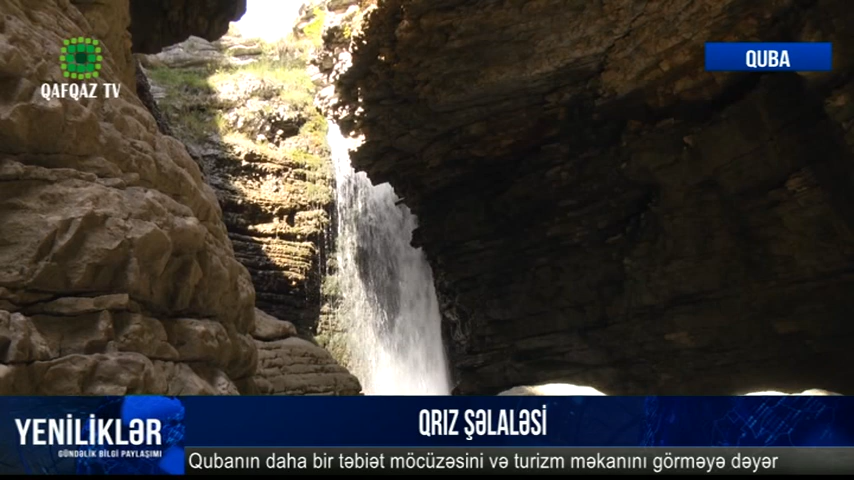 QAFQAZ TV
QUBA
YENİLİKLƏR
GÜNDƏLİK BİLGİ PAYLAŞIMI
QRIZ ŞƏLALƏSİ
Qubanın daha bir təbiət möcüzəsini və turizm məkanını görməyə dəyər